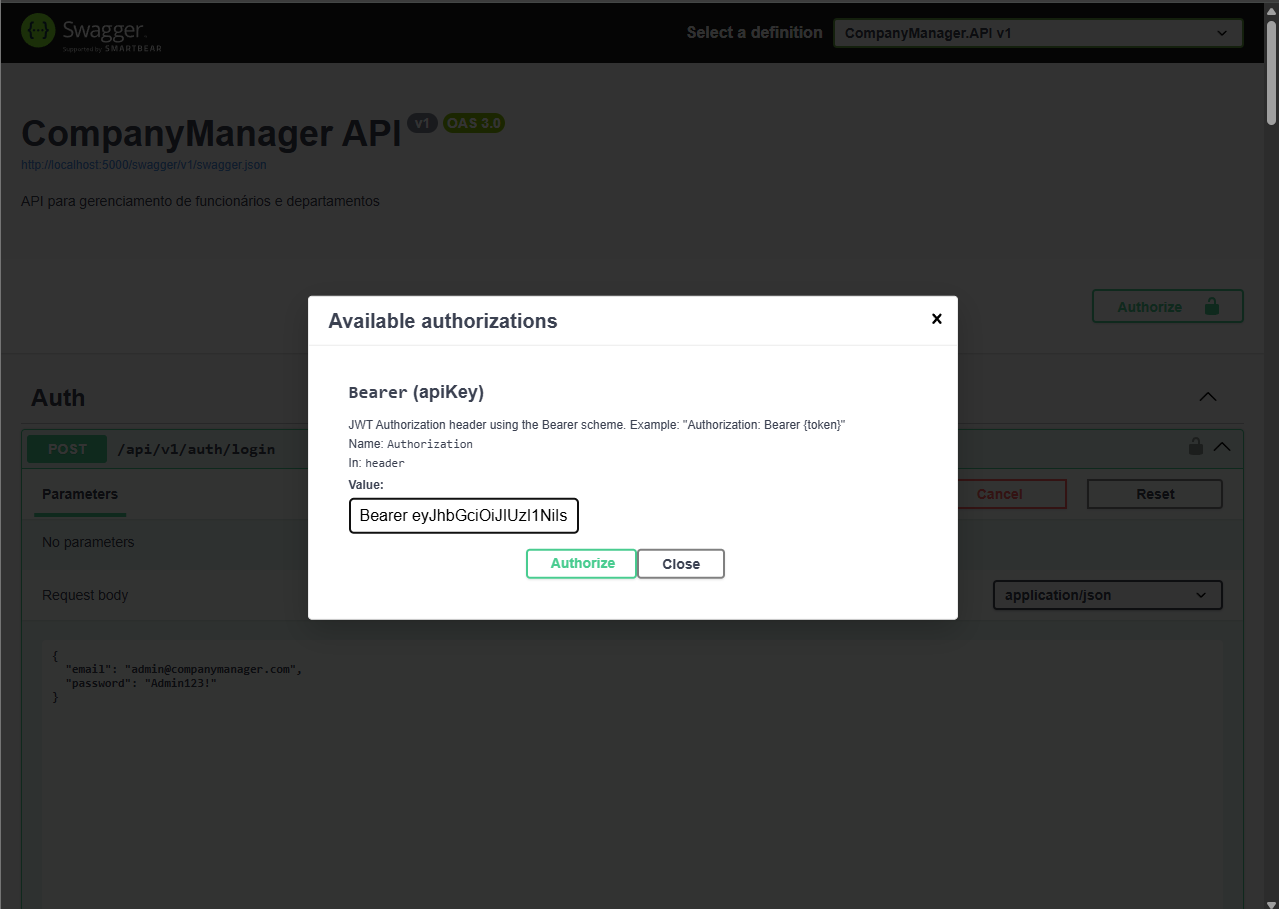 Swagger.
Supported by SMARTBEAR
Select a definition
CompanyManager.API v1
CompanyManager API v1 OAS 3.0
http://localhost:5000/swagger/v1/swagger.json
API para gerenciamento de funcionários e departamentos
Authorize
Available authorizations
Bearer (apiKey)
JWT Authorization header using the Bearer scheme. Example: "Authorization: Bearer {token}"
Name: Authorization
In: header
Value:
Bearer eyJhbGciOiJIUzI1NiIs
Authorize
Close
Auth
POST /api/v1/auth/login
Parameters
Cancel
Reset
No parameters
Request body
application/json
{
"email": "admin@companymanager.com",
"password": "Admin123!"
}